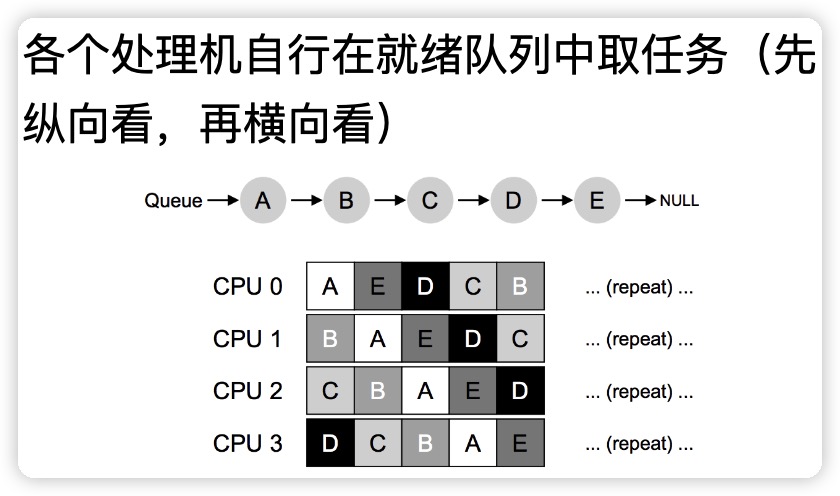 各个处理机自行在就绪队列中取任务（先
纵向看，再横向看）
Queue A B C D E NULL
CPU 0 A E D C B ... (repeat) ...
CPU 1 B A E D C ... (repeat) ...
CPU 2 C B A E D ... (repeat) ...
CPU 3 D C B A E ... (repeat) ...